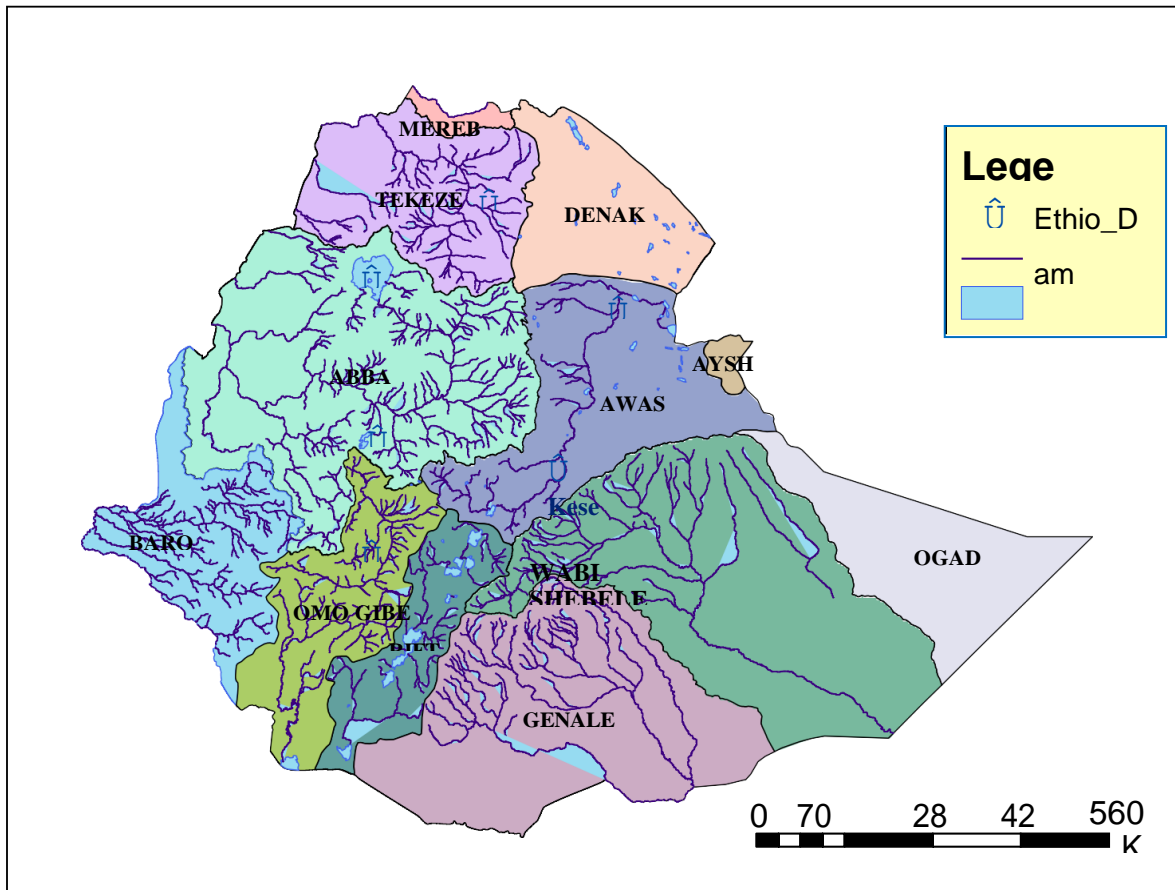 MEREB
TEKEZE
DENAK
AYSH
ABBA
AWAS
Kese
BARO
OGAD
WABI
SHEBELE
OMO GIBE
GENALE
Lege
Ethio_D
am
0 70 28 42 560
K